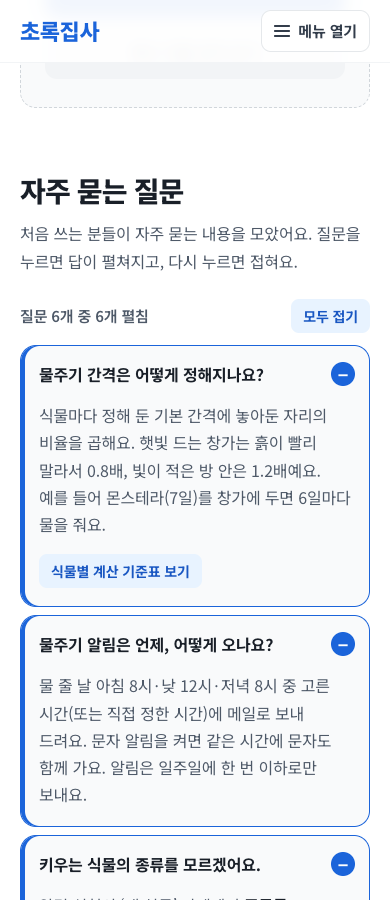 초록집사
메뉴 열기
자주 묻는 질문
처음 쓰는 분들이 자주 묻는 내용을 모았어요. 질문을
누르면 답이 펼쳐지고, 다시 누르면 접혀요.
질문 6개 중 6개 펼침
모두 접기
물주기 간격은 어떻게 정해지나요?
식물마다 정해 둔 기본 간격에 놓아둔 자리의
비율을 곱해요. 햇빛 드는 창가는 흙이 빨리
말라서 0.8배, 빛이 적은 방 안은 1.2배예요.
예를 들어 몬스테라(7일)를 창가에 두면 6일마다
물을 줘요.
식물별 계산 기준표 보기
물주기 알림은 언제, 어떻게 오나요?
물 줄 날 아침 8시·낮 12시·저녁 8시 중 고른
시간(또는 직접 정한 시간)에 메일로 보내
드려요. 문자 알림을 켜면 같은 시간에 문자도
함께 가요. 알림은 일주일에 한 번 이하로만
보내요.
키우는 식물의 종류를 모르겠어요.